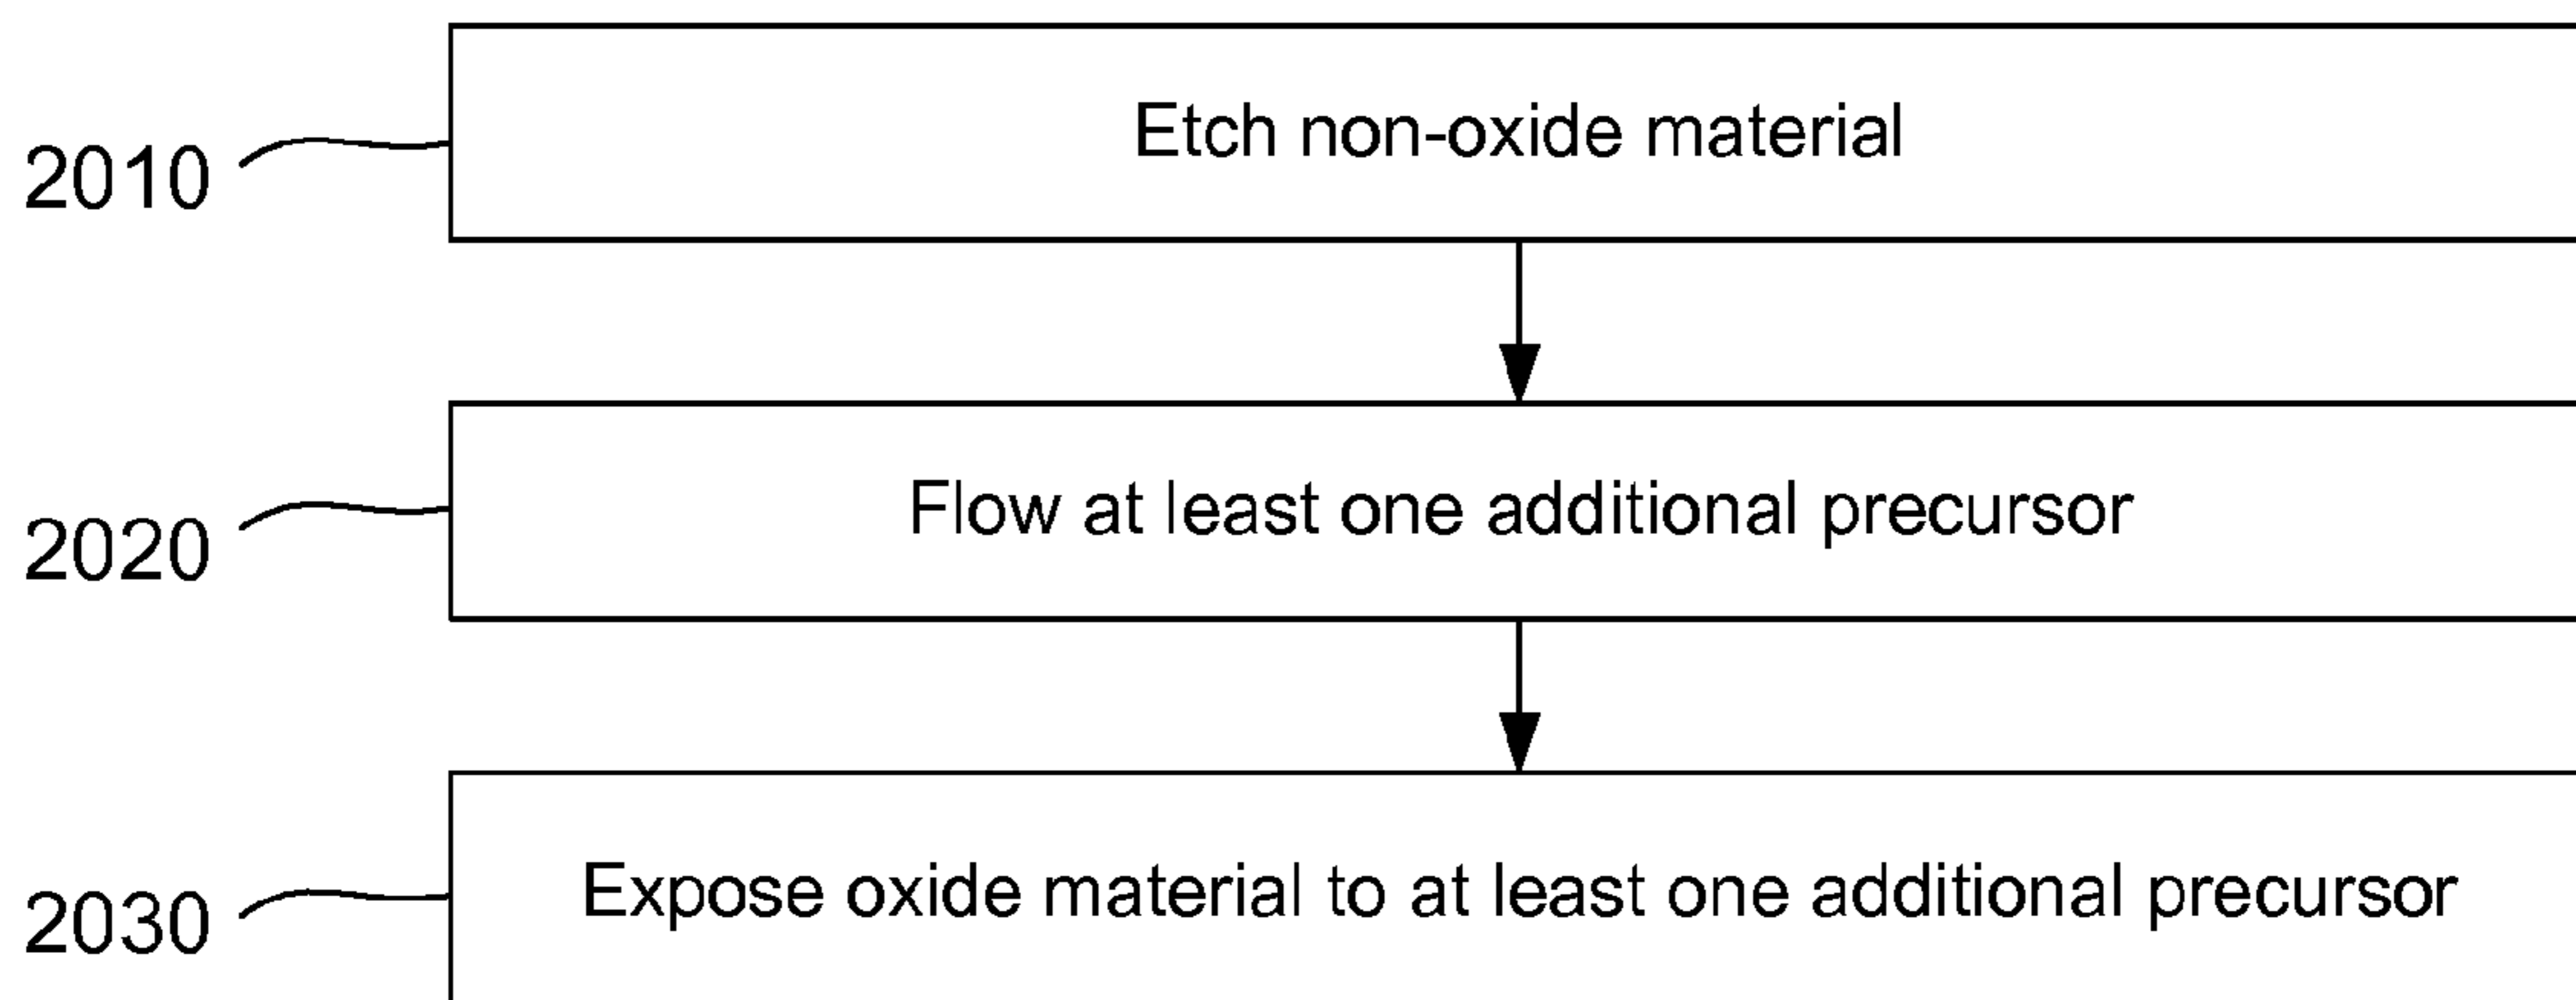 Etch non-oxide material
2010
Flow at least one additional precursor
2020
Expose oxide material to at least one additional precursor
2030